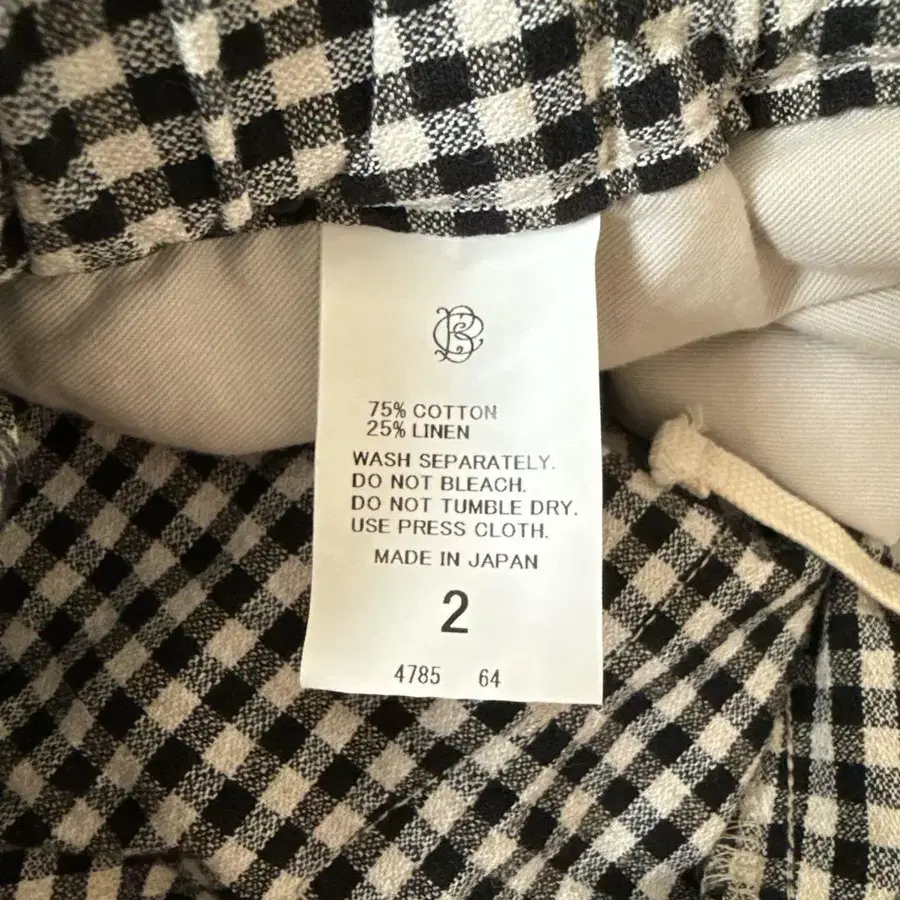 75% COTTON
25% LINEN
WASH SEPARATELY.
DO NOT BLEACH.
DO NOT TUMBLE DRY.
USE PRESS CLOTH.
MADE IN JAPAN
2
4785 64